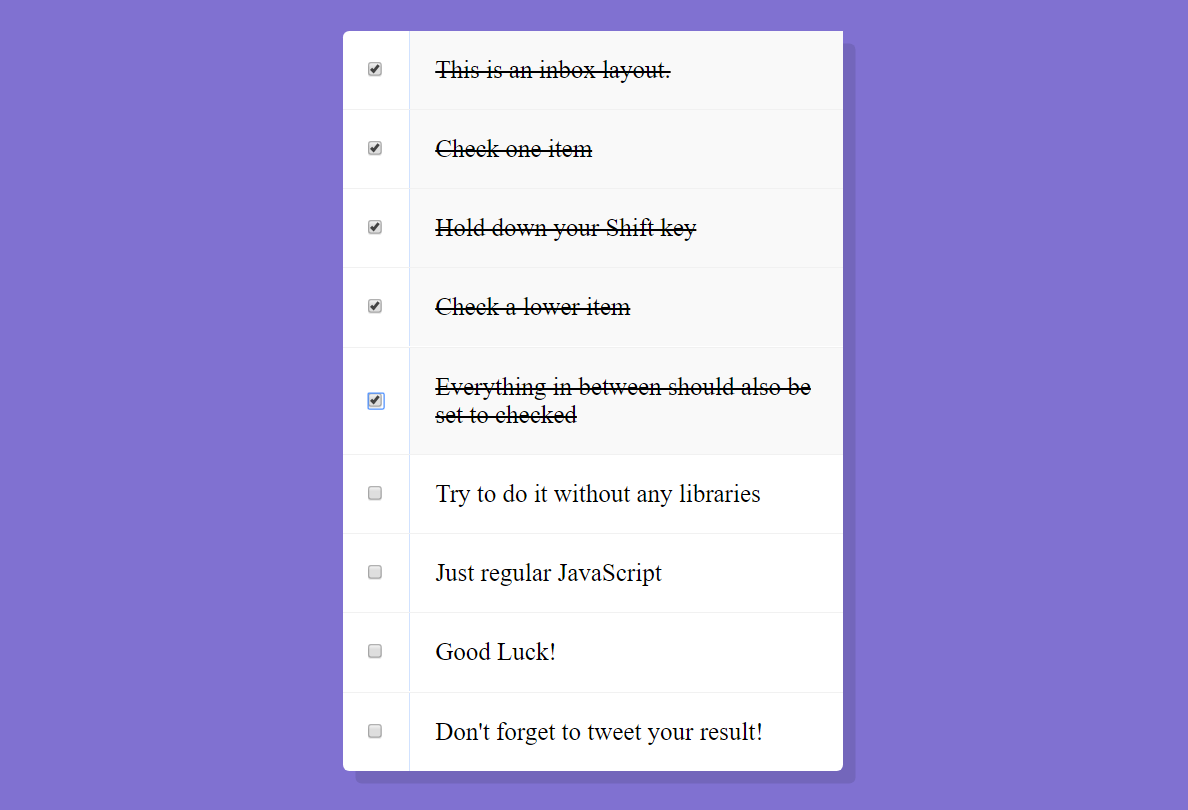 This is an inbox layout.
Check one item
Hold down your Shift key
Check a lower item
Everything in between should also be
set to checked
Try to do it without any libraries
Just regular JavaScript
Good Luck!
Don't forget to tweet your result!